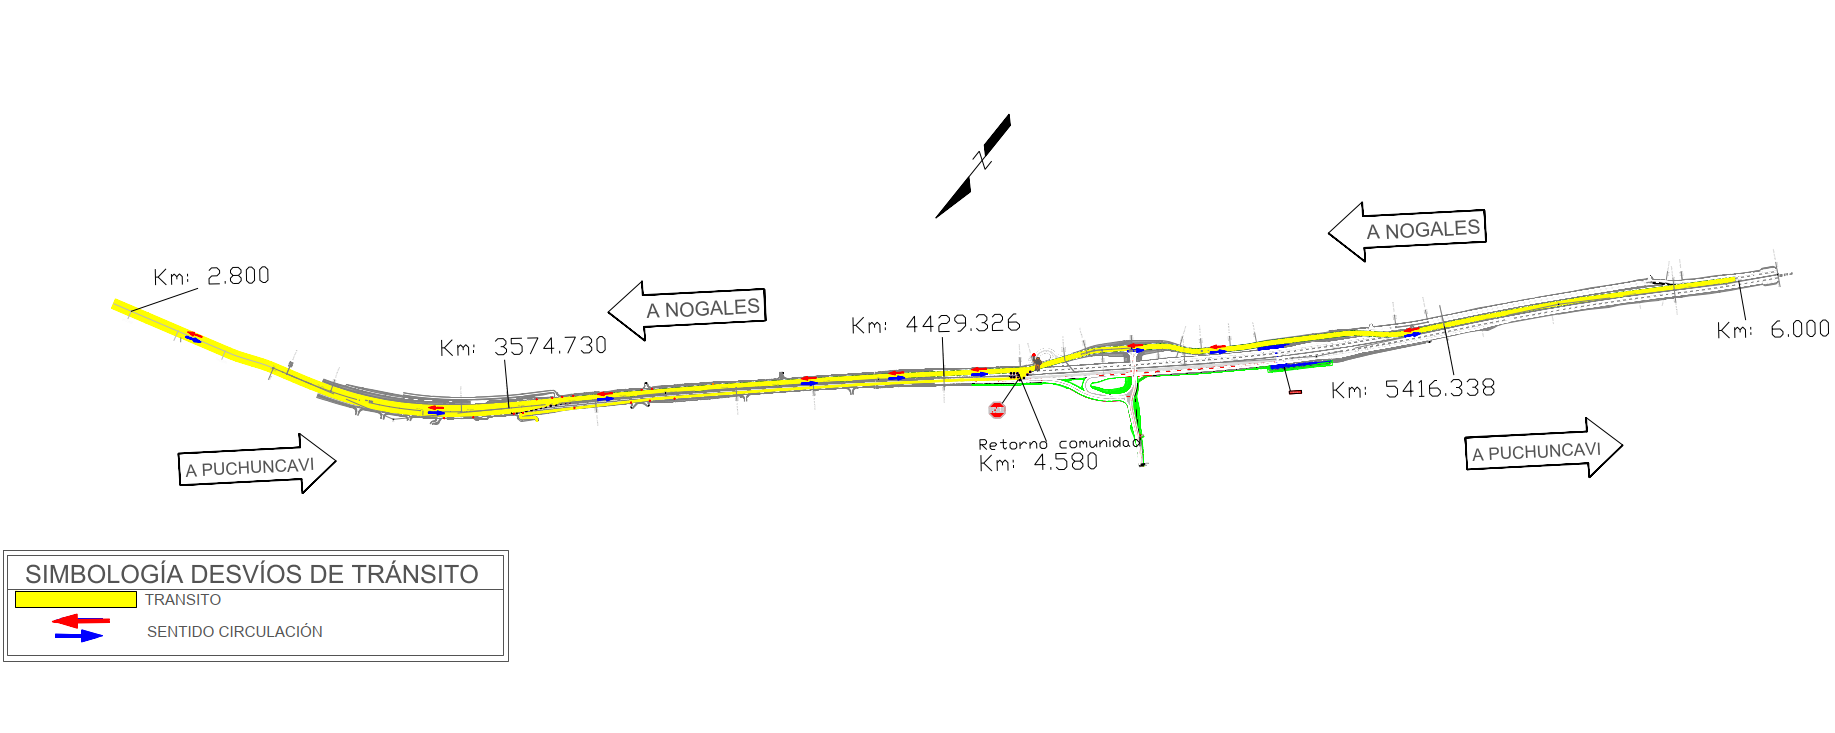 Z
A NOGALES
Km: 2.800
A NOGALES
Km: 4429.326
Km: 6.000
Km: 3574.730
Km: 5416.338
Retorno comunidad
Km: 4.580
A PUCHUNCAVI
A PUCHUNCAVI
SIMBOLOGÍA DESVÍOS DE TRÁNSITO
TRANSITO
SENTIDO CIRCULACIÓN